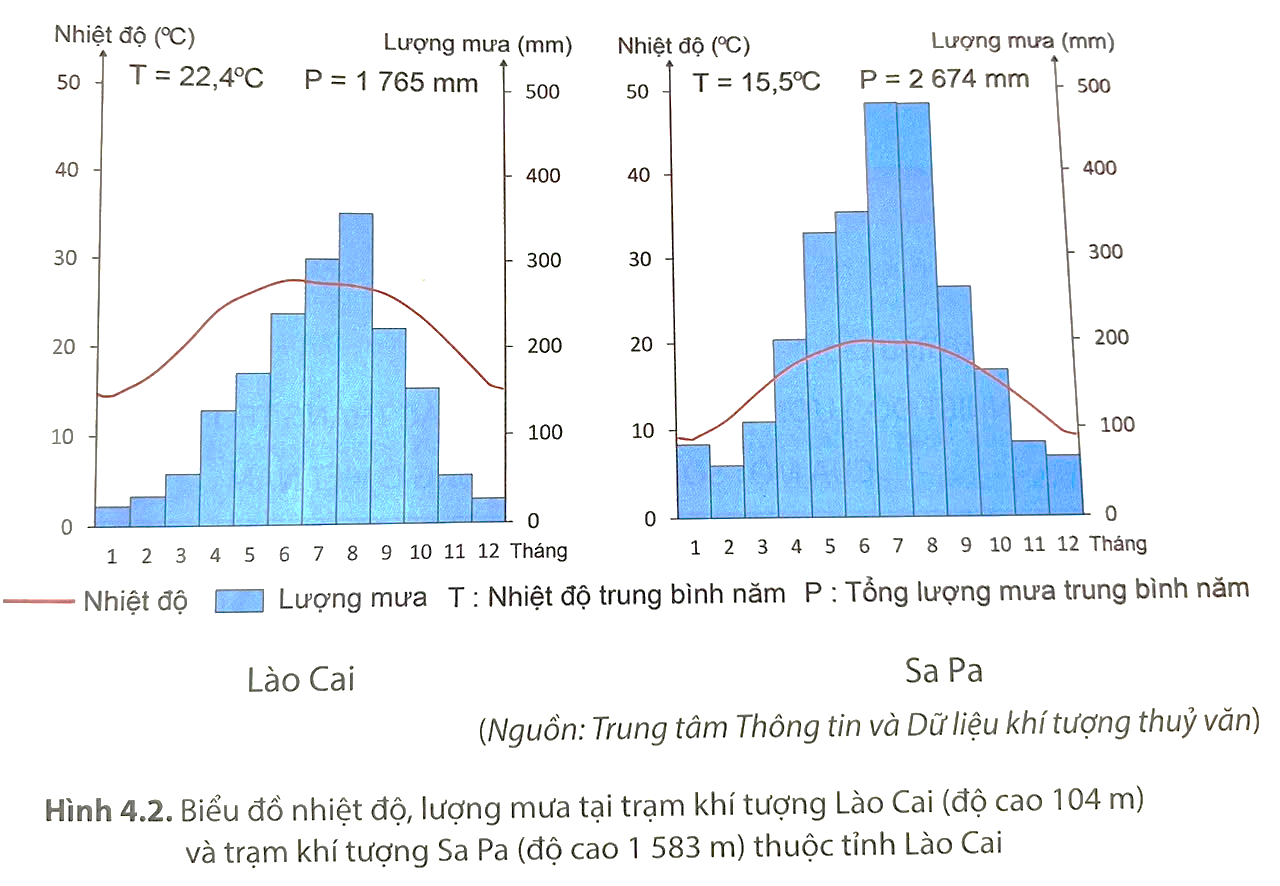 Nhiệt độ (ºC) Lượng mưa (mm)
T = 22,4ºC P = 1 765 mm
50 500
40 400
30 300
20 200
10 100
0 0
1 2 3 4 5 6 7 8 9 10 11 12 Tháng
Nhiệt độ (ºC) Lượng mưa (mm)
T = 15,5ºC P = 2 674 mm
50 500
40 400
30 300
20 200
10 100
0 0
1 2 3 4 5 6 7 8 9 10 11 12 Tháng
Nhiệt độ Lượng mưa T : Nhiệt độ trung bình năm P : Tổng lượng mưa trung bình năm
Lào Cai Sa Pa
(Nguồn: Trung tâm Thông tin và Dữ liệu khí tượng thuỷ văn)
Hình 4.2. Biểu đồ nhiệt độ, lượng mưa tại trạm khí tượng Lào Cai (độ cao 104 m)
và trạm khí tượng Sa Pa (độ cao 1 583 m) thuộc tỉnh Lào Cai